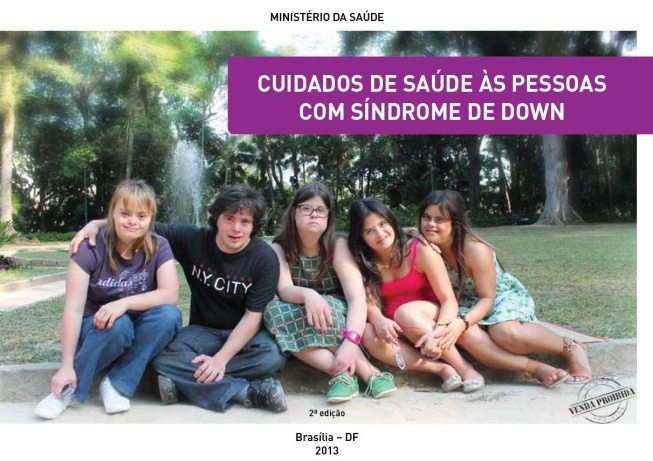 MINISTÉRIO DA SAÚDE
CUIDADOS DE SAÚDE ÀS PESSOAS
COM SÍNDROME DE DOWN
adidas
N.Y. CITY
VENDA PROIBIDA
2ª edição
Brasília – DF
2013